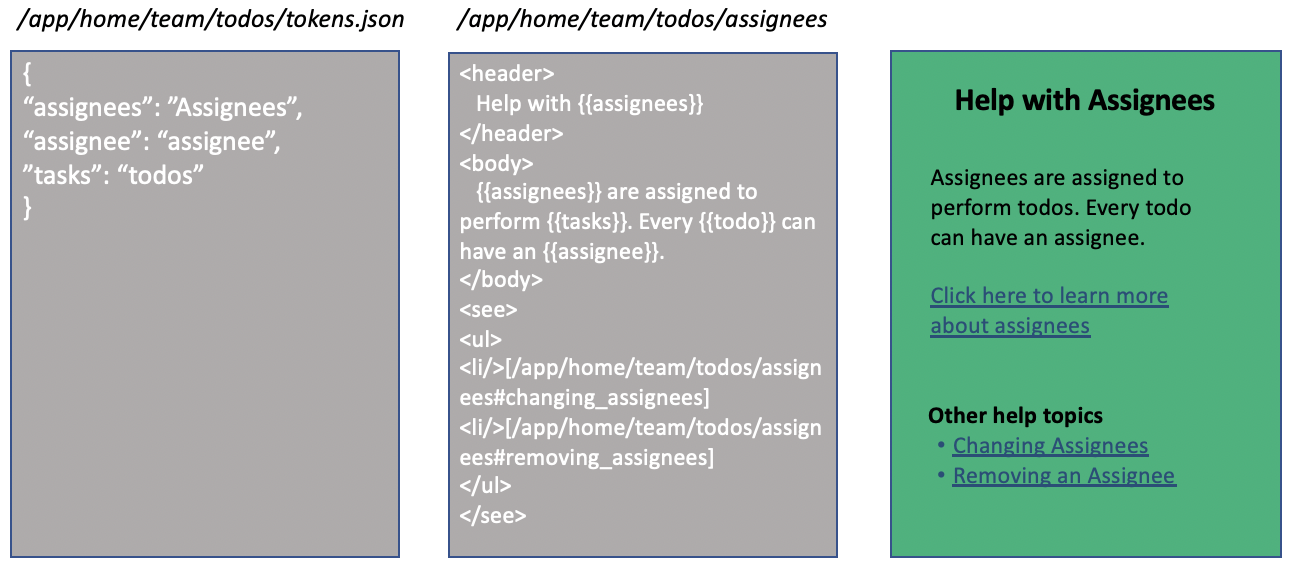 /app/home/team/todos/tokens.json
{
“assignees”: ”Assignees”,
“assignee”: “assignee”,
”tasks”: “todos”
}
/app/home/team/todos/assignees
<header>
Help with {{assignees}}
</header>
<body>
{{assignees}} are assigned to
perform {{tasks}}. Every {{todo}} can
have an {{assignee}}.
</body>
<see>
<ul>
<li/>[/app/home/team/todos/assign
ees#changing_assignees]
<li/>[/app/home/team/todos/assign
ees#removing_assignees]
</ul>
</see>
Help with Assignees
Assignees are assigned to
perform todos. Every todo
can have an assignee.
Click here to learn more
about assignees
Other help topics
• Changing Assignees
• Removing an Assignee